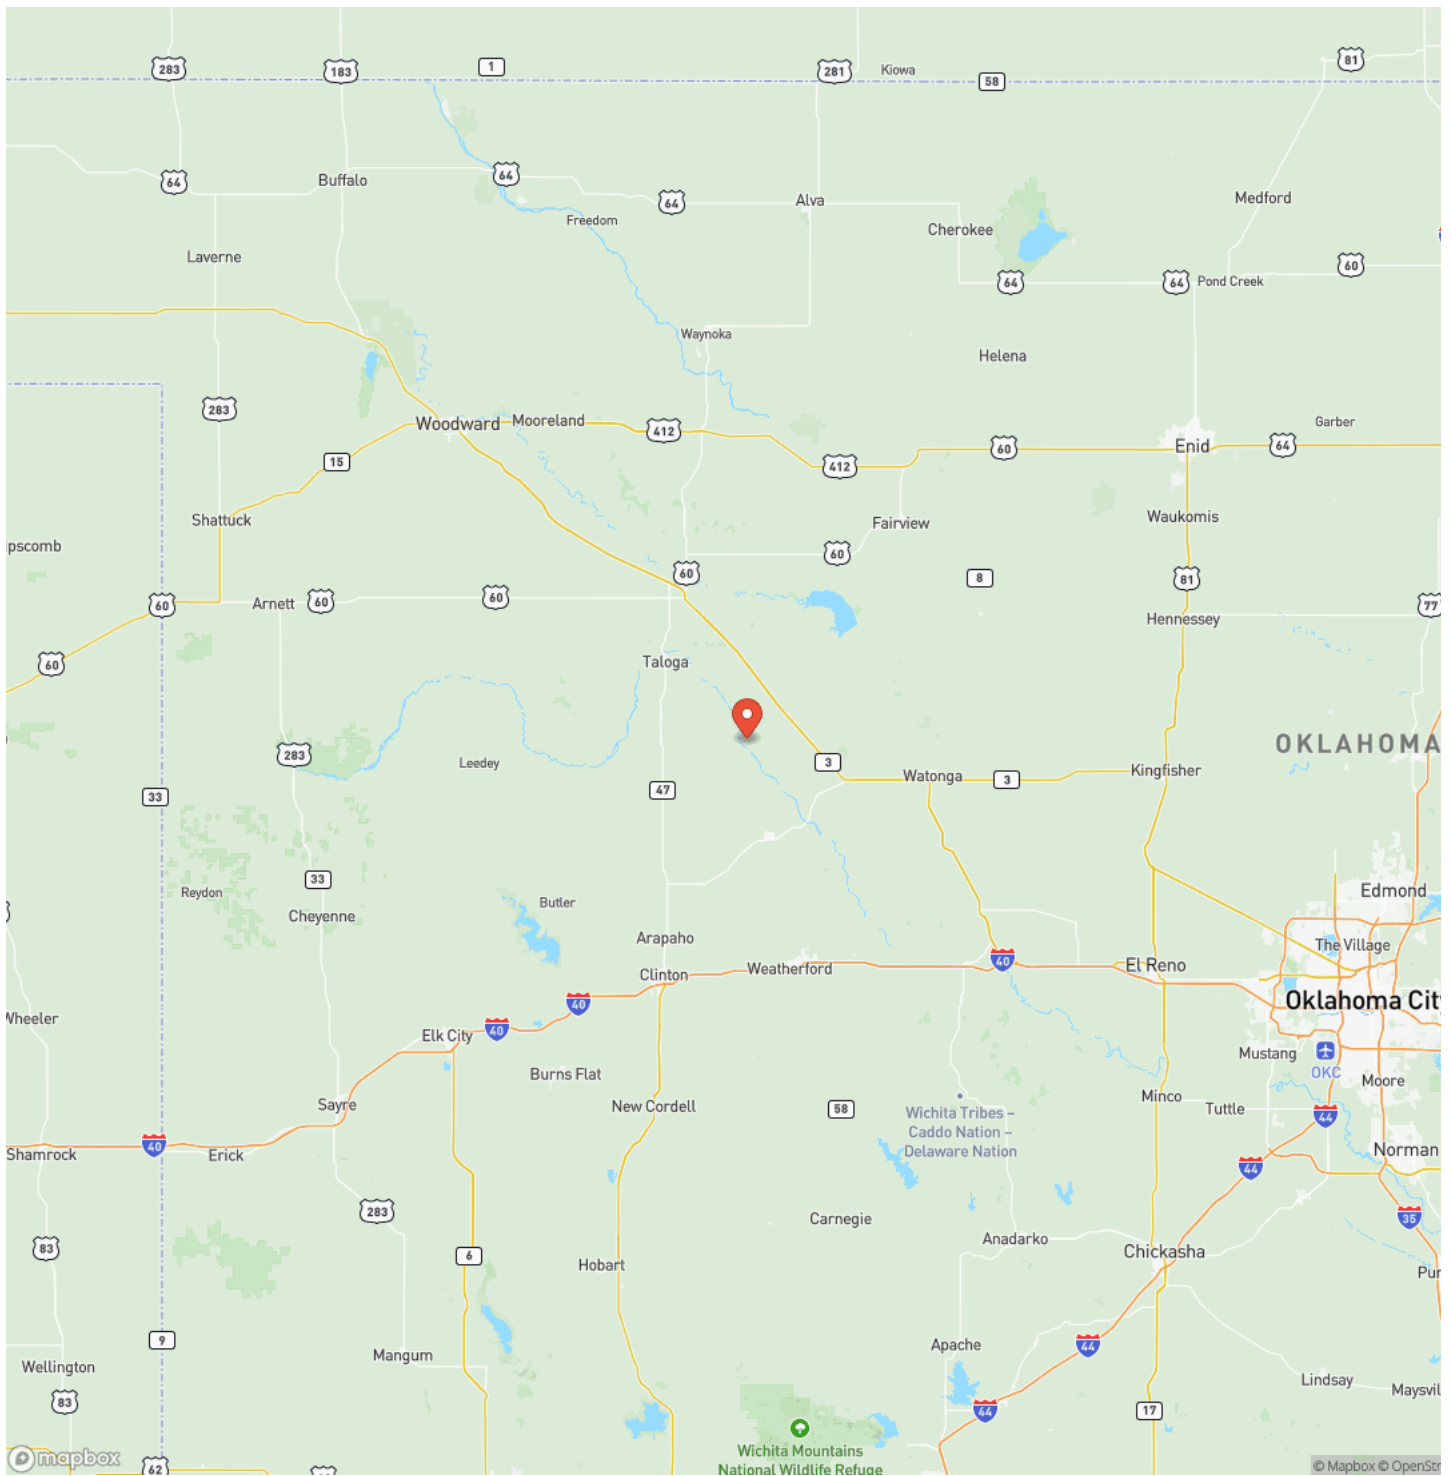 283
183
1
281
Kiowa
58
81
64
Buffalo
64
64
Alva
Medford
Freedom
Cherokee
Laverne
60
64
64
Pond Creek
Waynoka
Helena
283
Woodward
Mooreland
412
Garber
15
412
60
Enid
64
Shattuck
Fairview
Waukomis
pscomb
60
60
8
81
60
Arnett
60
60
77
Hennessey
60
Taloga
OKLAHOMA
283
Leedey
3
Watonga
3
Kingfisher
33
47
33
Reydon
Cheyenne
Butler
Edmond
Arapaho
The Village
Clinton
Weatherford
40
El Reno
40
Oklahoma City
Wheeler
Elk City
40
Mustang
OKC
Burns Flat
Moore
Sayre
New Cordell
58
Minco
Tuttle
44
Wichita Tribes –
Caddo Nation –
Delaware Nation
Shamrock
40
Erick
Norman
44
283
Carnegie
35
83
6
Hobart
Anadarko
Chickasha
Pur
9
Mangum
Apache
44
Wellington
Lindsay
Maysvil
83
44
17
Wichita Mountains
National Wildlife Refuge
mapbox
62
© Mapbox © OpenStr